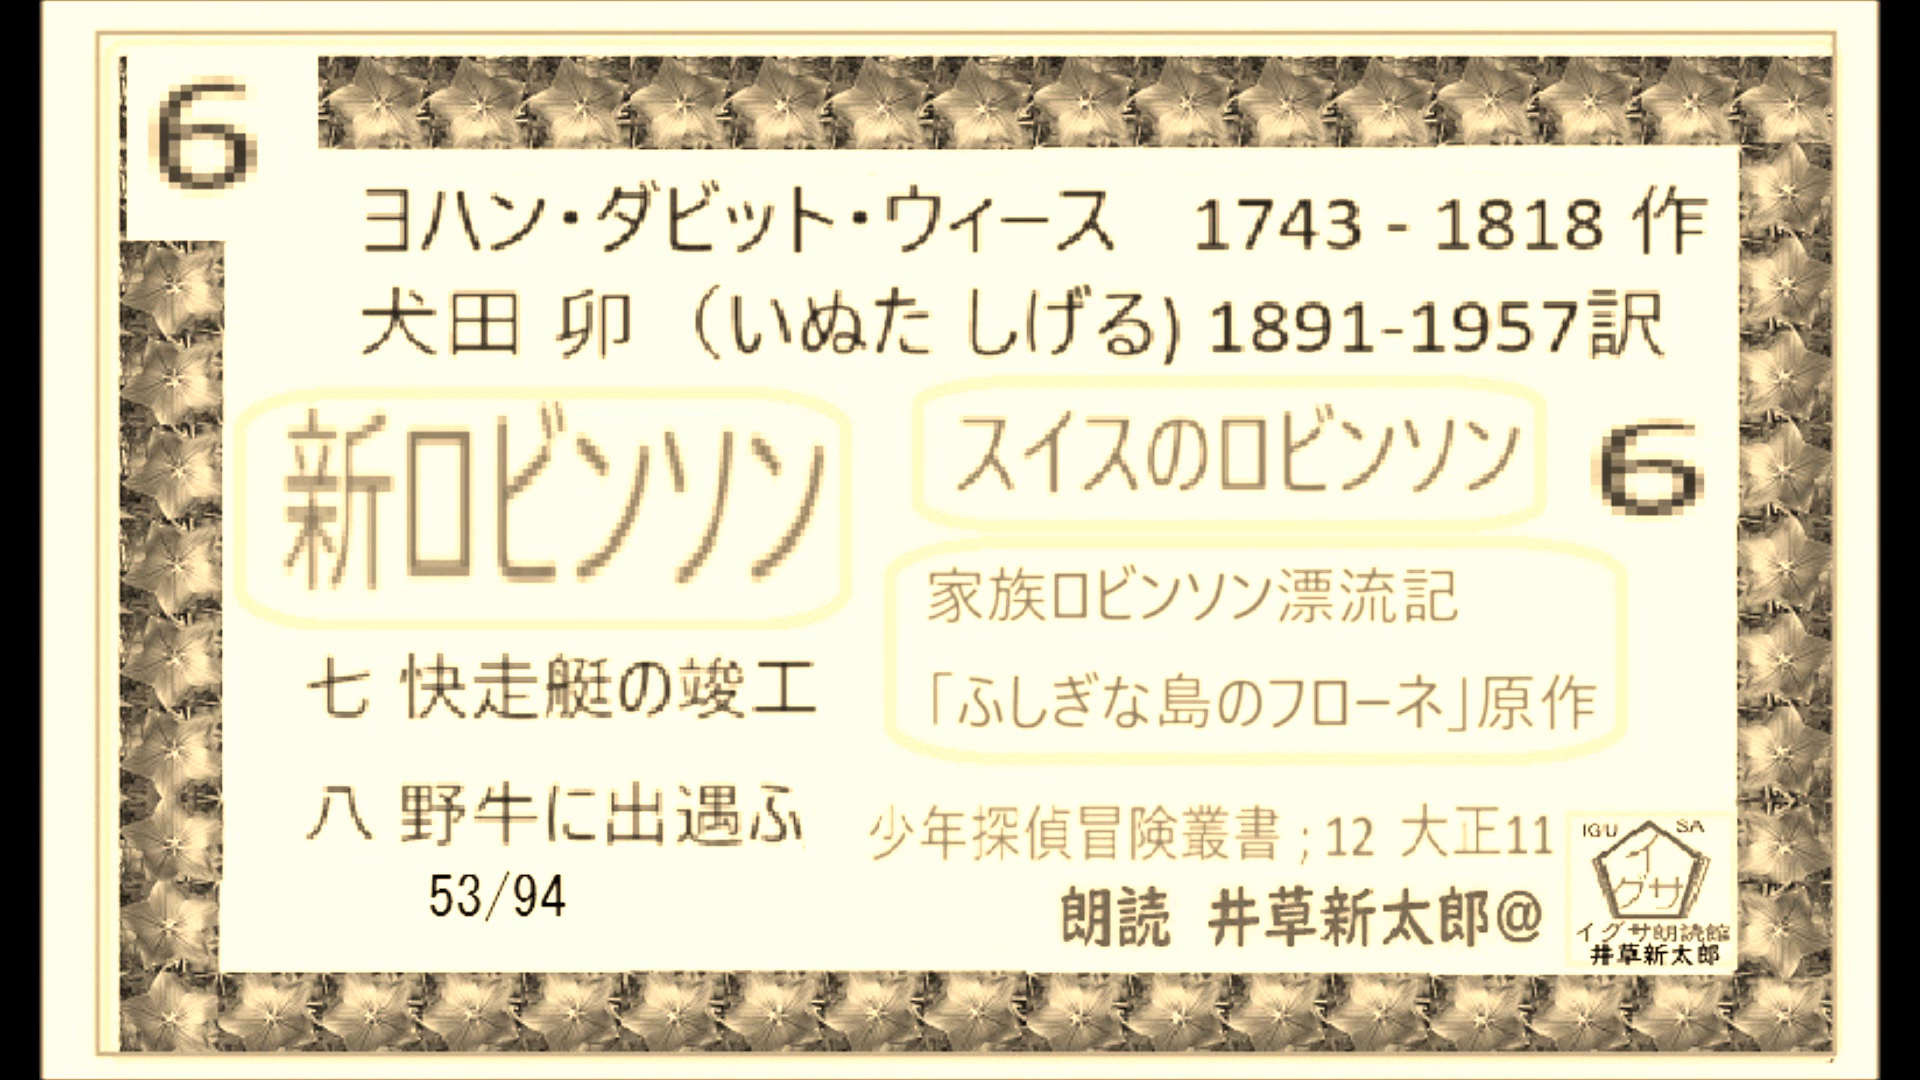 6
ヨハン・ダビット・ウィース 1743 - 1818 作
犬田 卯 （いぬた しげる) 1891-1957訳
新ロビンソン
スイスのロビンソン
6
家族ロビンソン漂流記
「ふしぎな島のフローネ」原作
七 快走艇の竣工
八 野牛に出遇ふ
53/94
少年探偵冒険叢書 ; 12 大正11
朗読 井草新太郎@
IGU SA
イグサ
イグサ朗読館
井草新太郎